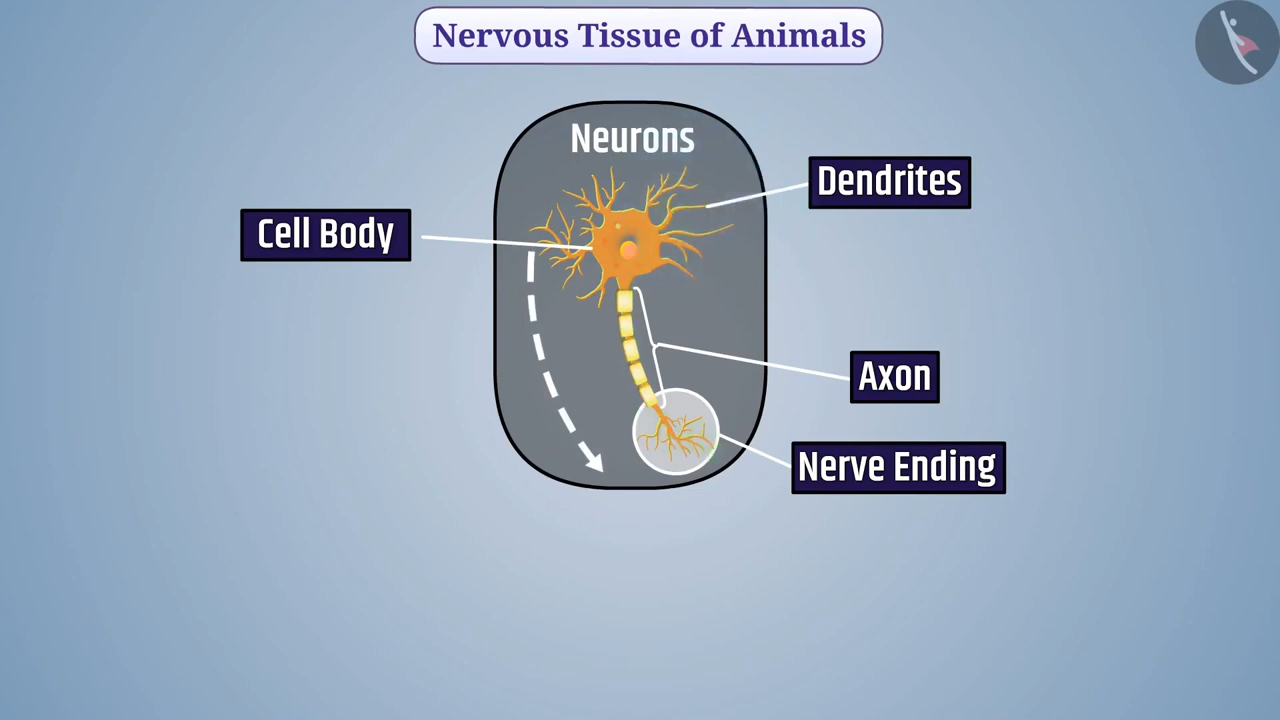 Nervous Tissue of Animals
Neurons
Dendrites
Cell Body
Axon
Nerve Ending